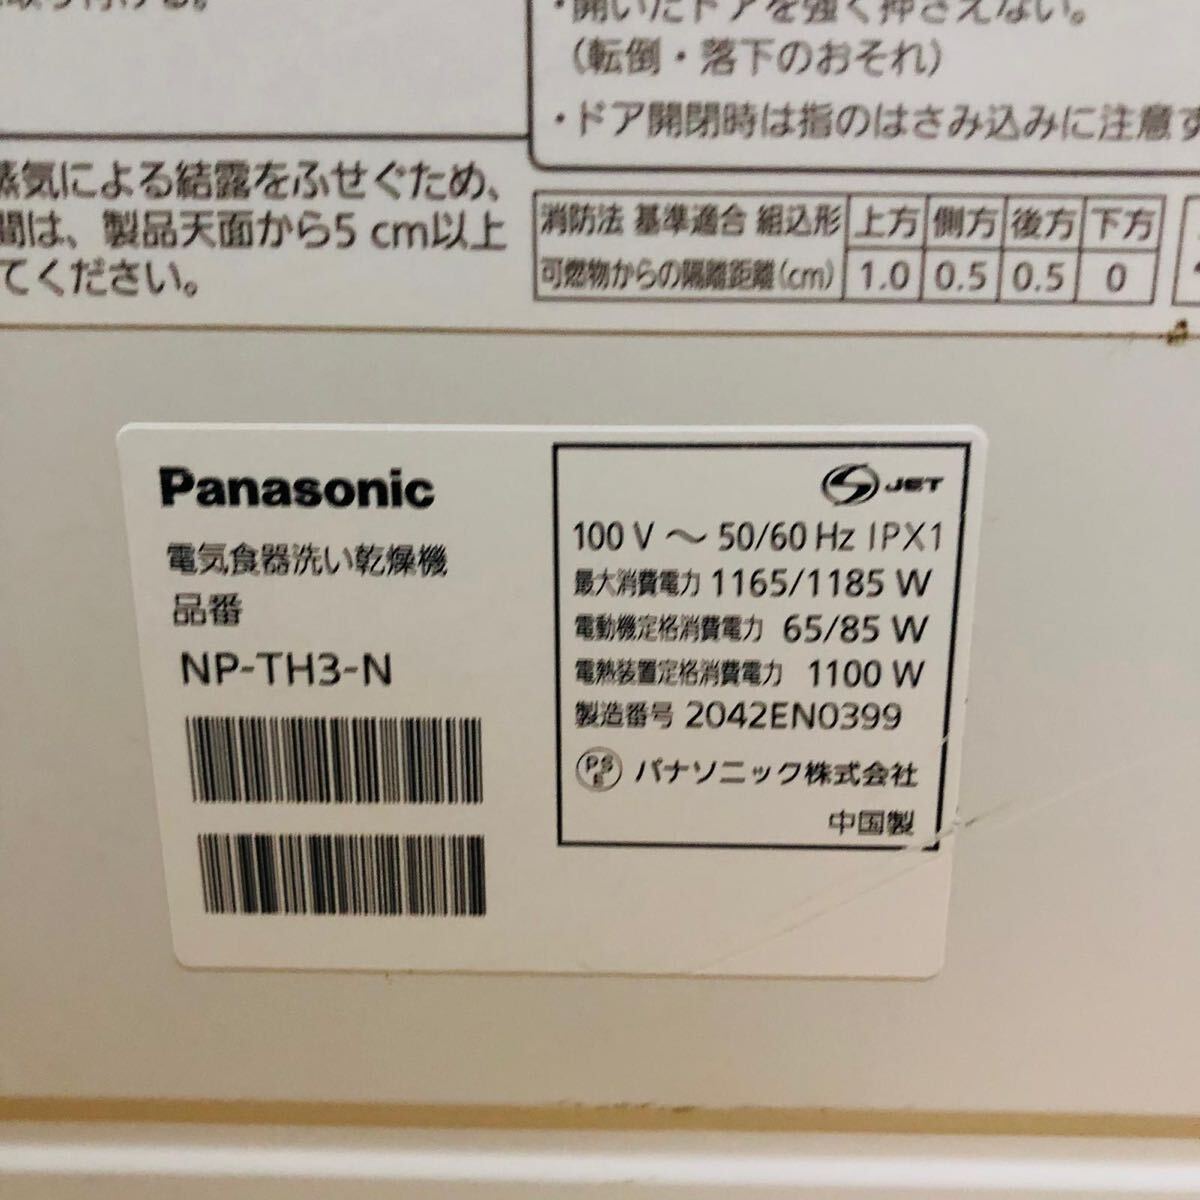 ・開いたドアを強く押さえない。
(転倒・落下のおそれ)
・ドア開閉時は指のはさみ込みに注意
蒸気による結露をふせぐため、
間は、製品天面から5 cm以上
てください。
消防法 基準適合 組込形 上方 側方 後方 下方
可燃物からの隔離距離(cm) 1.0 0.5 0.5 0
Panasonic
電気食器洗い乾燥機
品番
NP-TH3-N
S JET
100 V ～ 50/60 Hz IPX1
最大消費電力 1165/1185 W
電動機定格消費電力 65/85 W
電熱装置定格消費電力 1100 W
製造番号 2042EN0399
PSE パナソニック株式会社
中国製